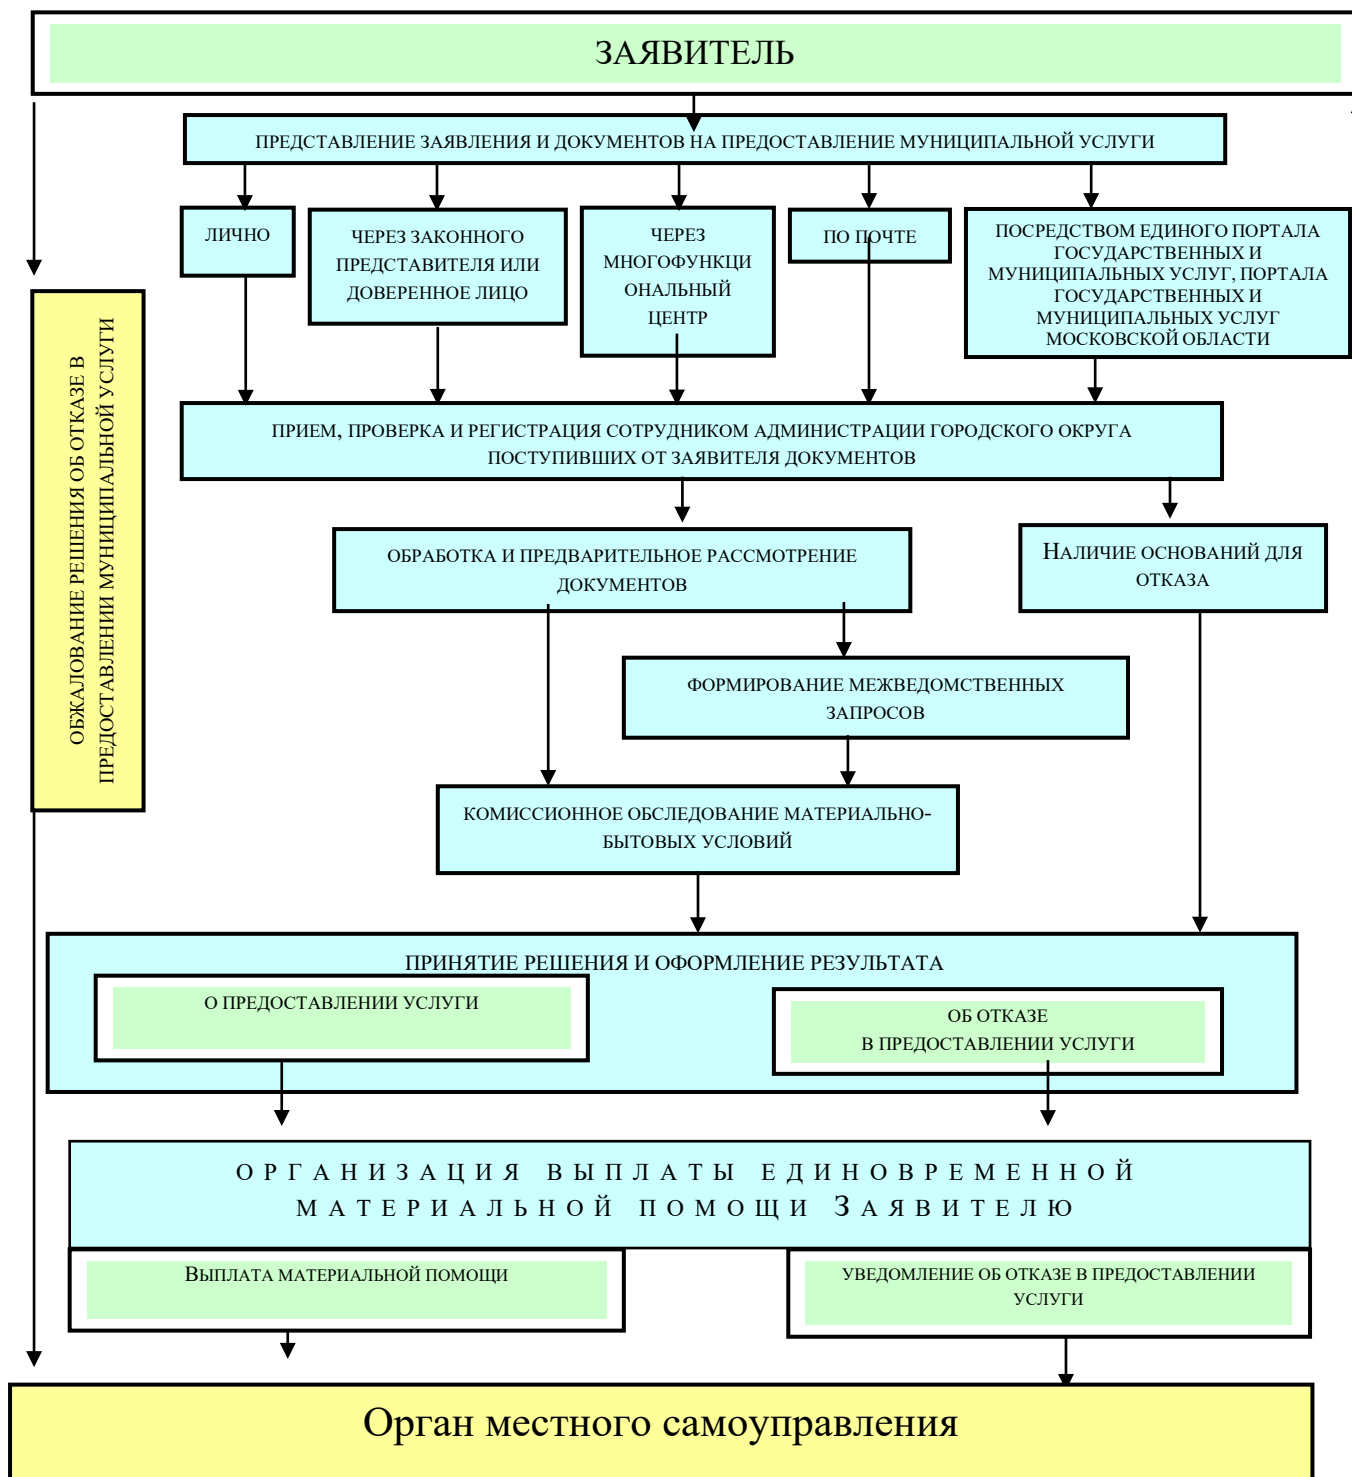 ЗАЯВИТЕЛЬ
ПРЕДСТАВЛЕНИЕ ЗАЯВЛЕНИЯ И ДОКУМЕНТОВ НА ПРЕДОСТАВЛЕНИЕ МУНИЦИПАЛЬНОЙ УСЛУГИ
ЛИЧНО
ЧЕРЕЗ ЗАКОННОГО
ПРЕДСТАВИТЕЛЯ ИЛИ
ДОВЕРЕННОЕ ЛИЦО
ЧЕРЕЗ
МНОГОФУНКЦИ
ОНАЛЬНЫЙ
ЦЕНТР
ПО ПОЧТЕ
ПОСРЕДСТВОМ ЕДИНОГО ПОРТАЛА
ГОСУДАРСТВЕННЫХ И
МУНИЦИПАЛЬНЫХ УСЛУГ, ПОРТАЛА
ГОСУДАРСТВЕННЫХ И
МУНИЦИПАЛЬНЫХ УСЛУГ
МОСКОВСКОЙ ОБЛАСТИ
ОБЖАЛОВАНИЕ РЕШЕНИЯ ОБ ОТКАЗЕ В
ПРЕДОСТАВЛЕНИИ МУНИЦИПАЛЬНОЙ УСЛУГИ
ПРИЕМ, ПРОВЕРКА И РЕГИСТРАЦИЯ СОТРУДНИКОМ АДМИНИСТРАЦИИ ГОРОДСКОГО ОКРУГА
ПОСТУПИВШИХ ОТ ЗАЯВИТЕЛЯ ДОКУМЕНТОВ
ОБРАБОТКА И ПРЕДВАРИТЕЛЬНОЕ РАССМОТРЕНИЕ
ДОКУМЕНТОВ
НАЛИЧИЕ ОСНОВАНИЙ ДЛЯ
ОТКАЗА
ФОРМИРОВАНИЕ МЕЖВЕДОМСТВЕННЫХ
ЗАПРОСОВ
КОМИССИОННОЕ ОБСЛЕДОВАНИЕ МАТЕРИАЛЬНО-
БЫТОВЫХ УСЛОВИЙ
ПРИНЯТИЕ РЕШЕНИЯ И ОФОРМЛЕНИЕ РЕЗУЛЬТАТА
О ПРЕДОСТАВЛЕНИИ УСЛУГИ
ОБ ОТКАЗЕ
В ПРЕДОСТАВЛЕНИИ УСЛУГИ
ОРГАНИЗАЦИЯ ВЫПЛАТЫ ЕДИНОВРЕМЕННОЙ
МАТЕРИАЛЬНОЙ ПОМОЩИ ЗАЯВИТЕЛЮ
ВЫПЛАТА МАТЕРИАЛЬНОЙ ПОМОЩИ
УВЕДОМЛЕНИЕ ОБ ОТКАЗЕ В ПРЕДОСТАВЛЕНИИ
УСЛУГИ
Орган местного самоуправления